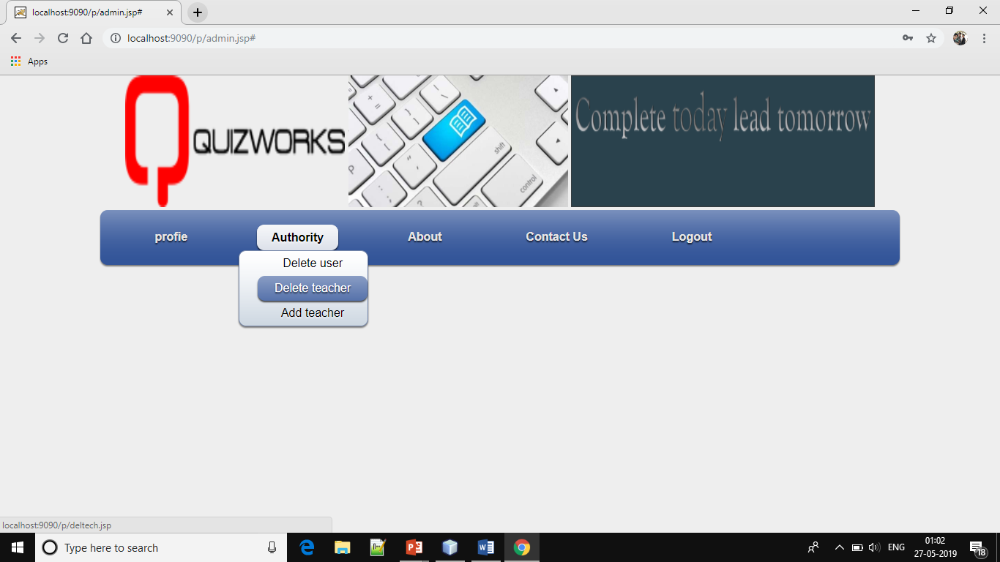 localhost:9090/p/admin.jsp#
localhost:9090/p/admin.jsp#
Apps
QUIZWORKS
shift
control
Complete today lead tomorrow
profie
Authority
About
Contact Us
Logout
Delete user
Delete teacher
Add teacher
localhost:9090/p/deltech.jsp
Type here to search
ENG
01:02
27-05-2019
18